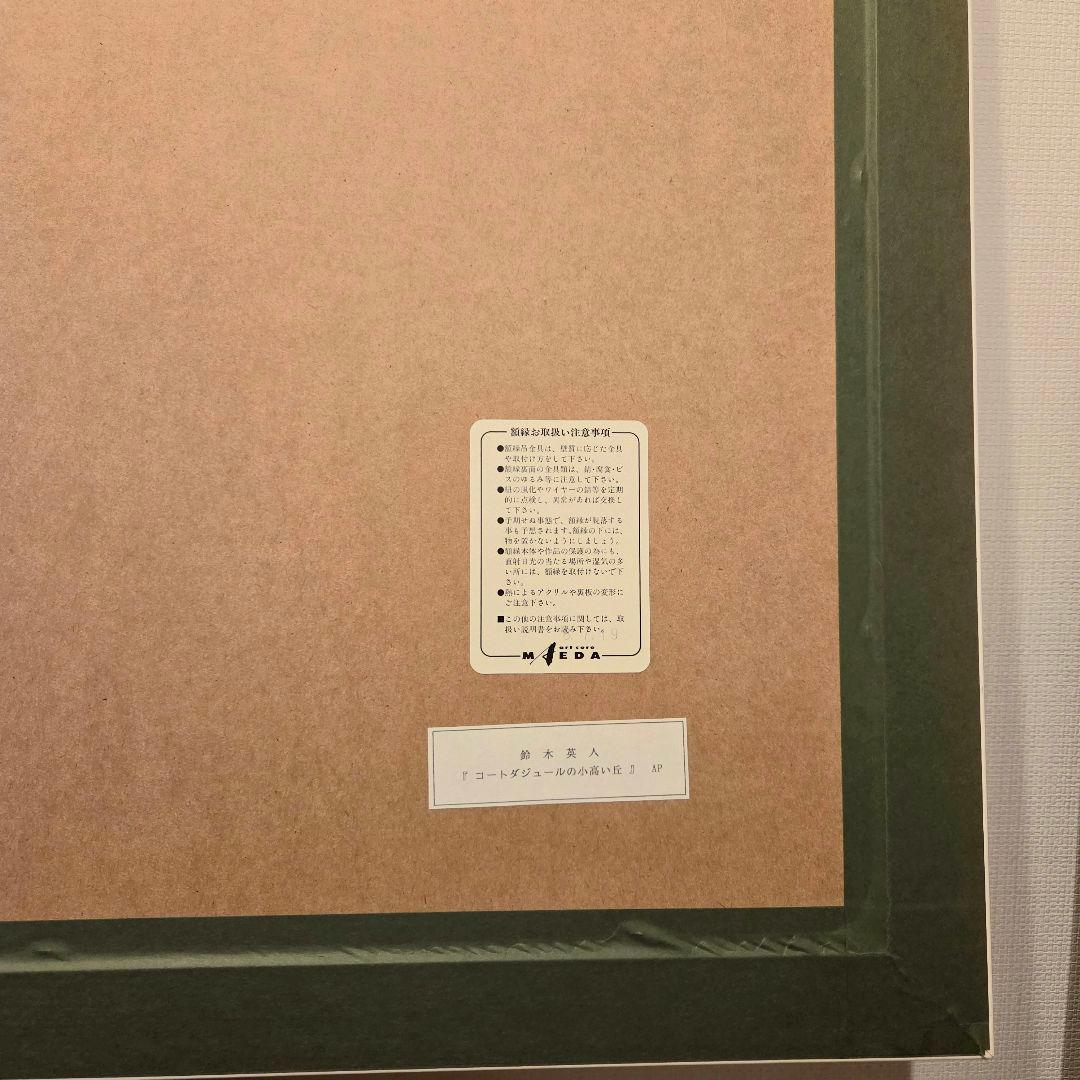 額縁お取扱い注意事項
●額縁吊金具は、壁質に応じた金具
や取付け方をして下さい。
●額縁裏面の金具類は、錆・腐食・ビ
スのゆるみ等に注意して下さい。
●紐の風化やワイヤーの錆等を定期
的に点検し、異常があれば交換し
て下さい。
●予期せぬ事態で、額縁が脱落する
事も予想されます。額縁の下には、
物を置かないようにしましょう。
●額縁本体や作品の保護の為にも、
直射日光の当たる場所や湿気の多
い所には、額縁を取付けないで下
さい。
●熱によるアクリルや裏板の変形に
ご注意下さい。
■この他の注意事項に関しては、取
扱い説明書をお読み下さい。
art core
MAEDA
鈴木英人
『コートダジュールの小高い丘』 AP